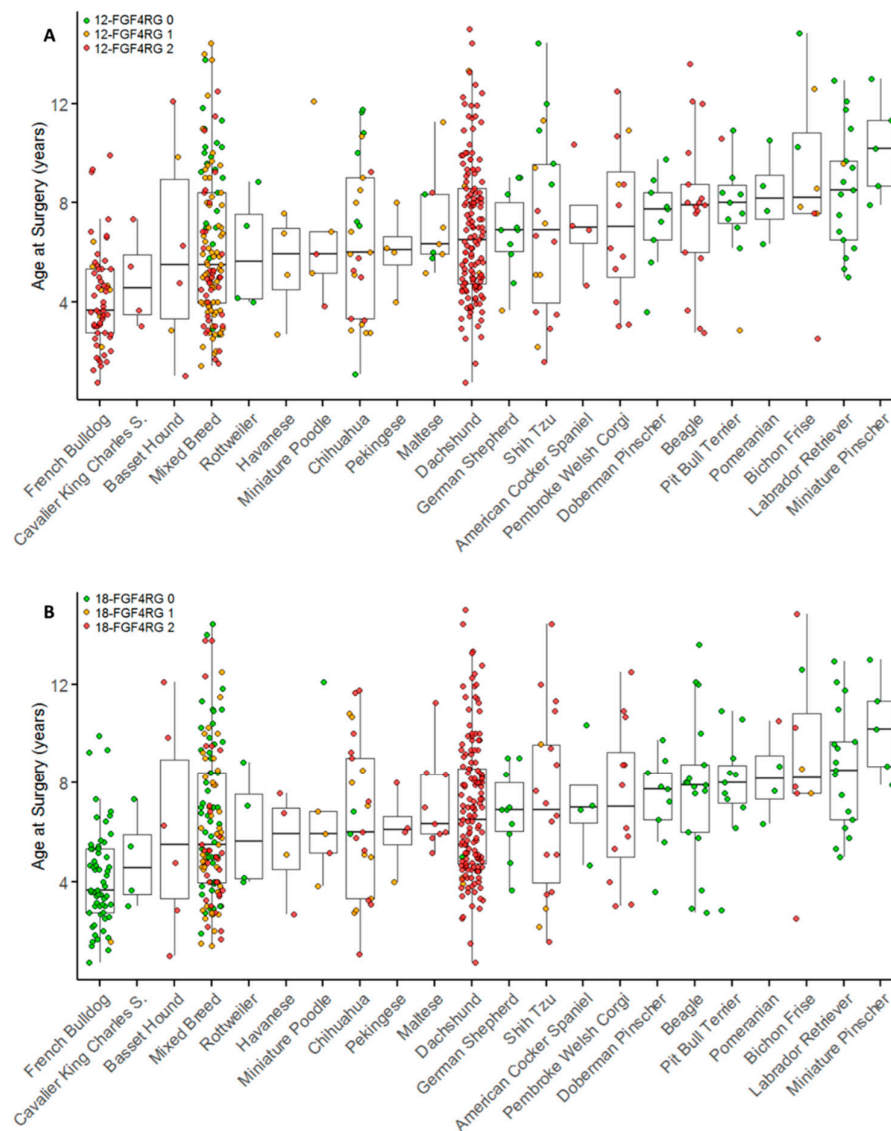 A
12-FGF4RG 0
12-FGF4RG 1
12-FGF4RG 2
Age at Surgery (years)
12
8
4
French Bulldog
Cavalier King Charles S.
Basset Hound
Mixed Breed
Rottweiler
Havanese
Miniature Poodle
Chihuahua
Pekingese
Maltese
Dachshund
German Shepherd
Shih Tzu
American Cocker Spaniel
Pembroke Welsh Corgi
Doberman Pinscher
Beagle
Pit Bull Terrier
Pomeranian
Bichon Frise
Labrador Retriever
Miniature Pinscher
B
18-FGF4RG 0
18-FGF4RG 1
18-FGF4RG 2
Age at Surgery (years)
12
8
4
French Bulldog
Cavalier King Charles S.
Basset Hound
Mixed Breed
Rottweiler
Havanese
Miniature Poodle
Chihuahua
Pekingese
Maltese
Dachshund
German Shepherd
Shih Tzu
American Cocker Spaniel
Pembroke Welsh Corgi
Doberman Pinscher
Beagle
Pit Bull Terrier
Pomeranian
Bichon Frise
Labrador Retriever
Miniature Pinscher